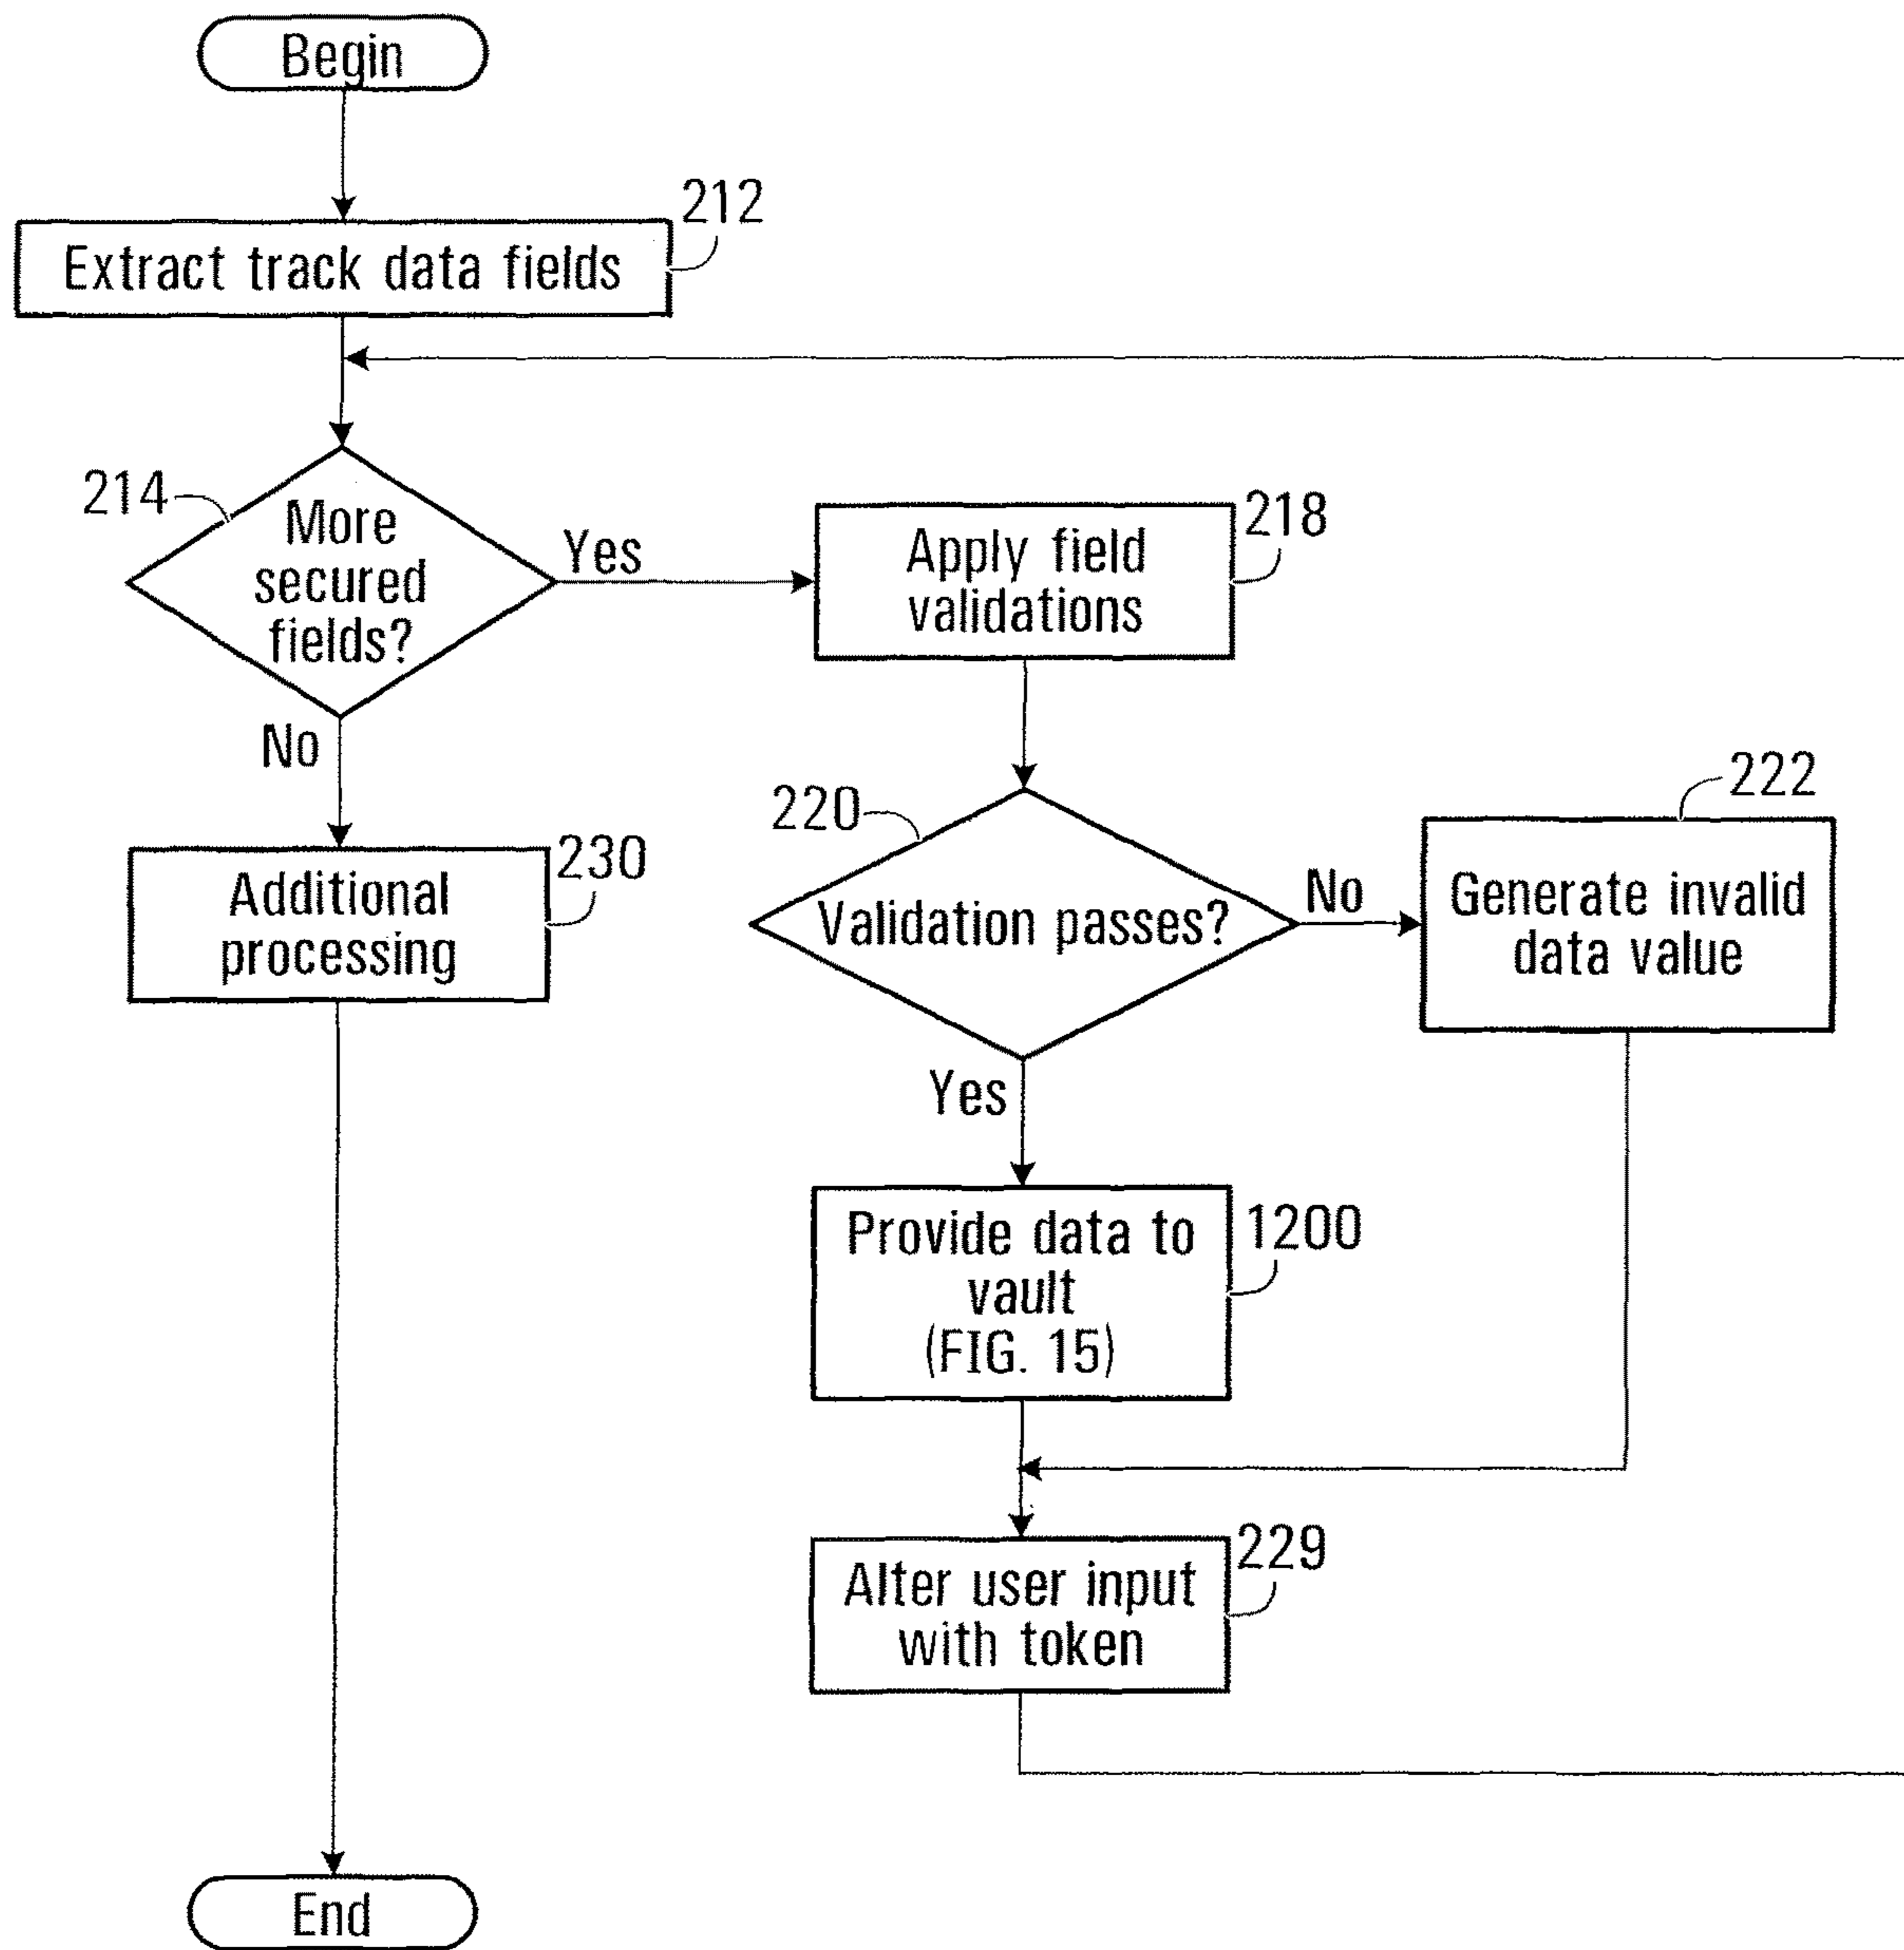 Begin
212
Extract track data fields
214
More
secured
fields?
Yes
218
Apply field
validations
No
230
Additional
processing
220
Validation passes?
No
222
Generate invalid
data value
Yes
1200
Provide data to
vault
(FIG. 15)
229
Alter user input
with token
End